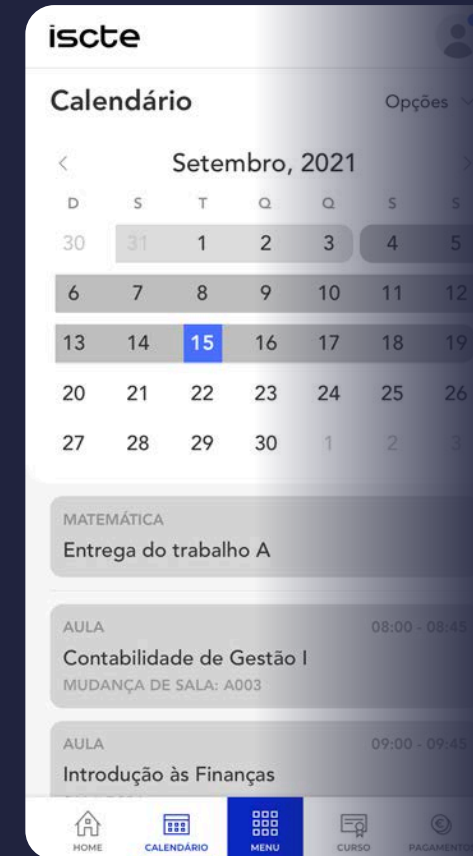 iscte
Calendário Opções
Setembro, 2021
D S T Q Q S S
30 31 1 2 3 4 5
6 7 8 9 10 11 12
13 14 15 16 17 18 19
20 21 22 23 24 25 26
27 28 29 30 1 2 3
MATEMÁTICA
Entrega do trabalho A
AULA 08:00 - 08:45
Contabilidade de Gestão I
MUDANÇA DE SALA: A003
AULA 09:00 - 09:45
Introdução às Finanças
HOME CALENDÁRIO MENU CURSO PAGAMENTOS